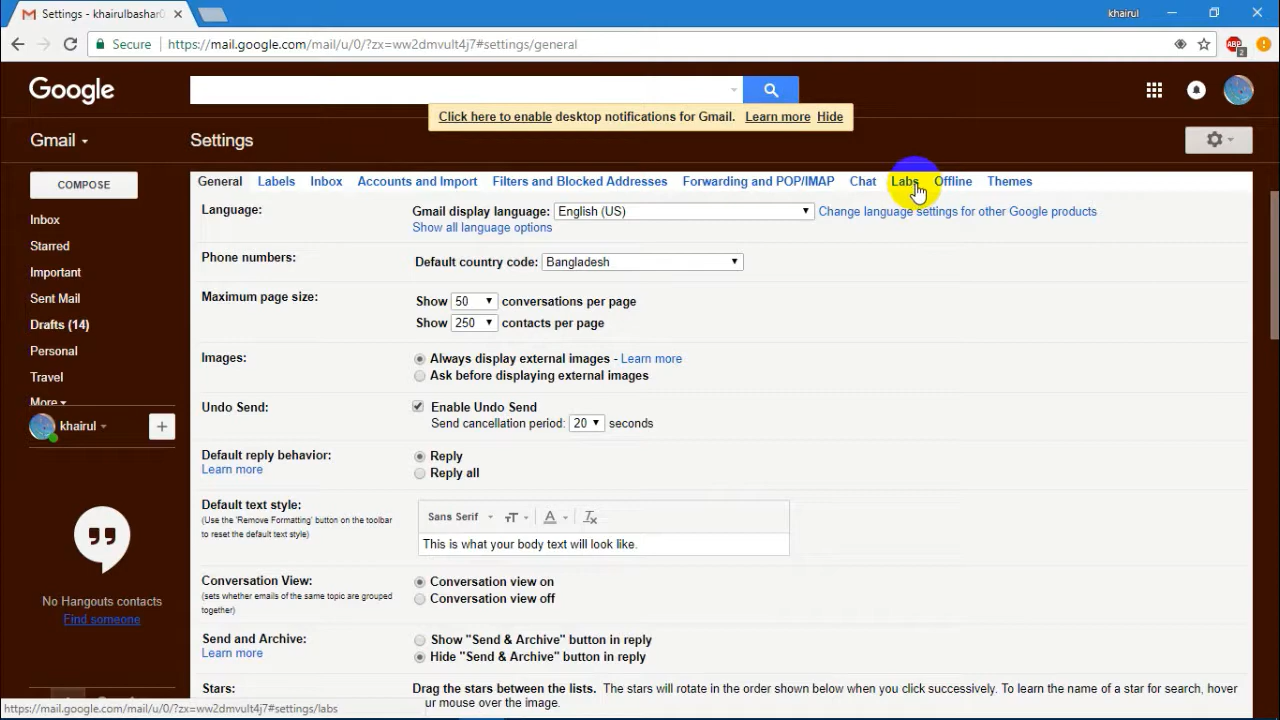 Settings - khairulbashar
khairul
Secure
https://mail.google.com/mail/u/0/?zx=ww2dmvult4j7#settings/general
ABP
2
Google
Click here to enable desktop notifications for Gmail. Learn more Hide
Gmail
Settings
COMPOSE
General Labels Inbox Accounts and Import Filters and Blocked Addresses Forwarding and POP/IMAP Chat Labs Offline Themes
Inbox
Starred
Important
Sent Mail
Drafts (14)
Personal
Travel
More
khairul
No Hangouts contacts
Find someone
Language:
Gmail display language: English (US) Change language settings for other Google products
Show all language options
Phone numbers:
Default country code: Bangladesh
Maximum page size:
Show 50 conversations per page
Show 250 contacts per page
Images:
Always display external images - Learn more
Ask before displaying external images
Undo Send:
Enable Undo Send
Send cancellation period: 20 seconds
Default reply behavior:
Learn more
Reply
Reply all
Default text style:
(Use the 'Remove Formatting' button on the toolbar
to reset the default text style)
Sans Serif
This is what your body text will look like.
Conversation View:
(sets whether emails of the same topic are grouped
together)
Conversation view on
Conversation view off
Send and Archive:
Learn more
Show "Send & Archive" button in reply
Hide "Send & Archive" button in reply
Stars:
Drag the stars between the lists. The stars will rotate in the order shown below when you click successively. To learn the name of a star for search, hover
ur mouse over the image.
https://mail.google.com/mail/u/0/?zx=ww2dmvult4j7#settings/labs